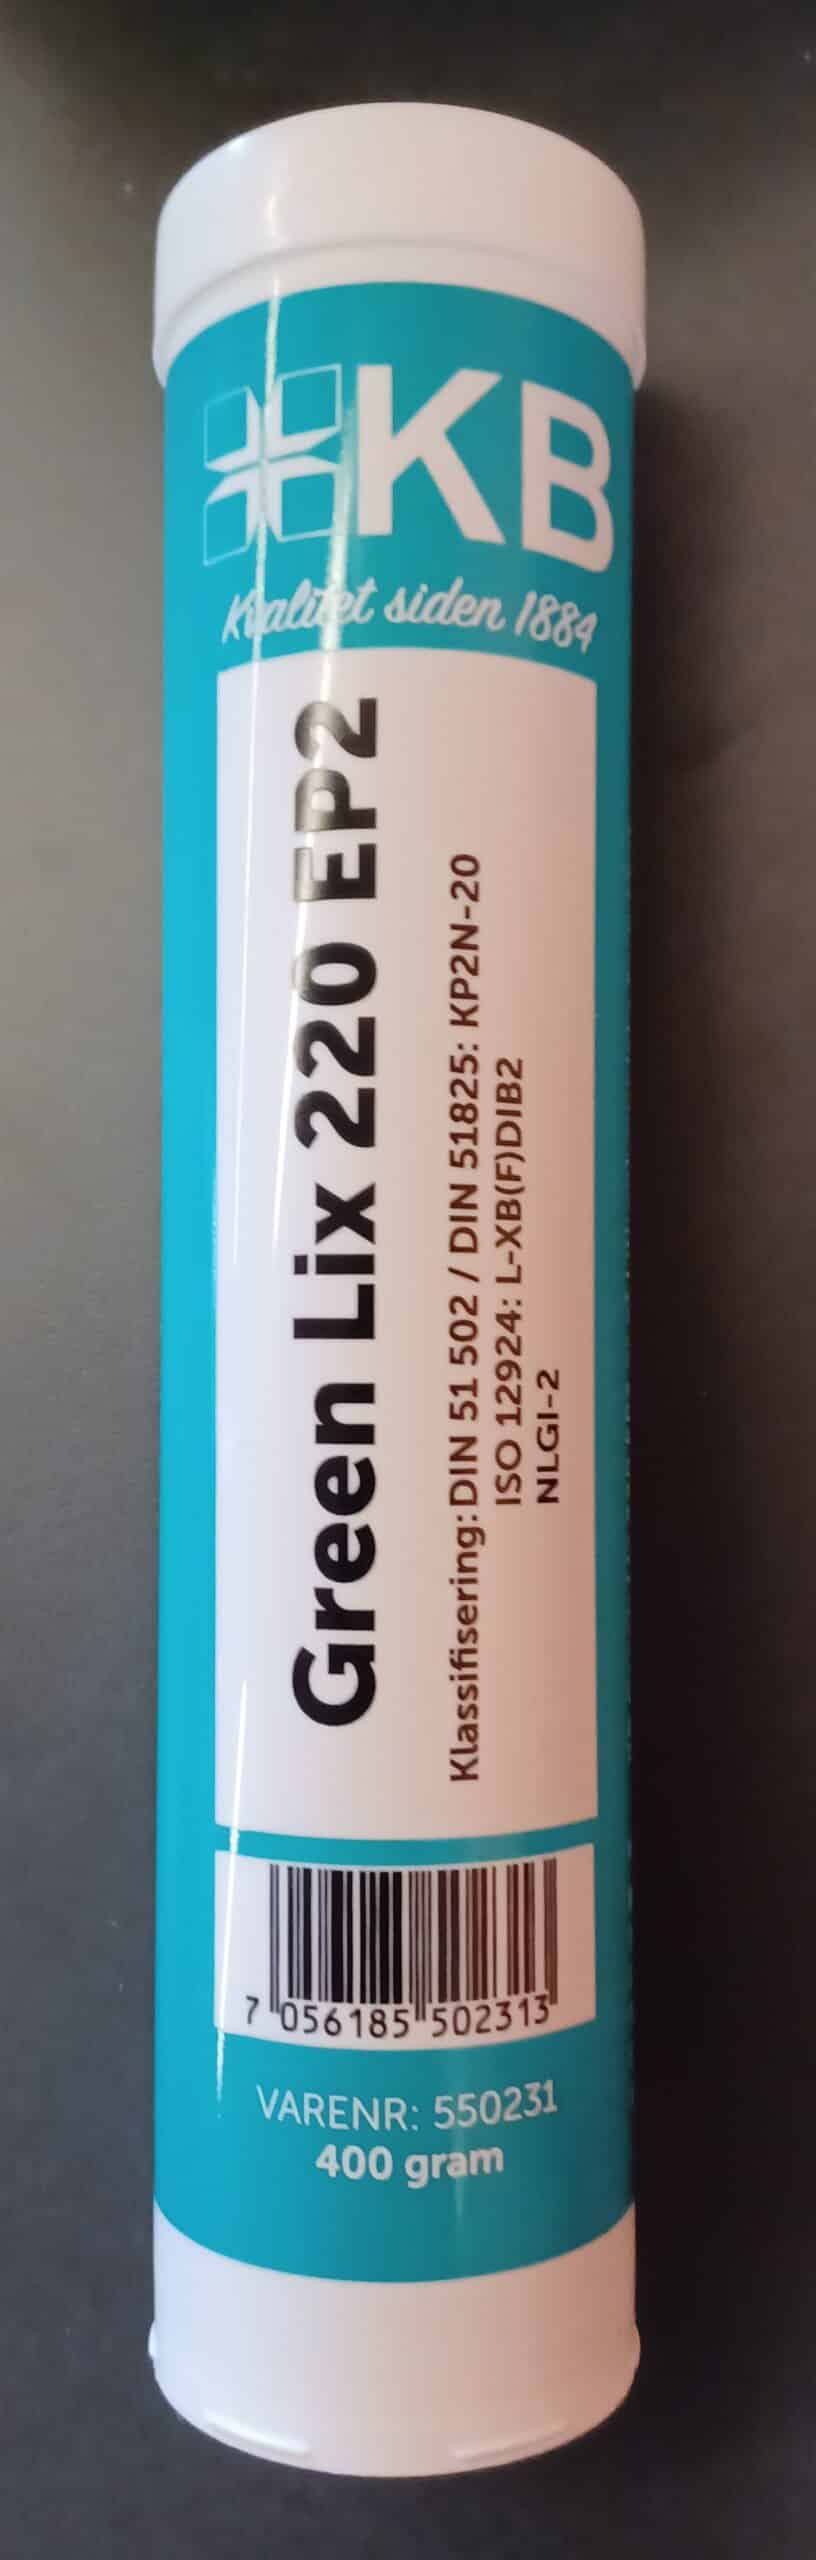 KB
Kvalitet siden 1884
Green Lix 220 EP2
Klassifisering: DIN 51 502 / DIN 51825: KP2N-20
ISO 12924: L-XB(F)DIB2
NLGI-2
7 056185 502313
VARENR: 550231
400 gram